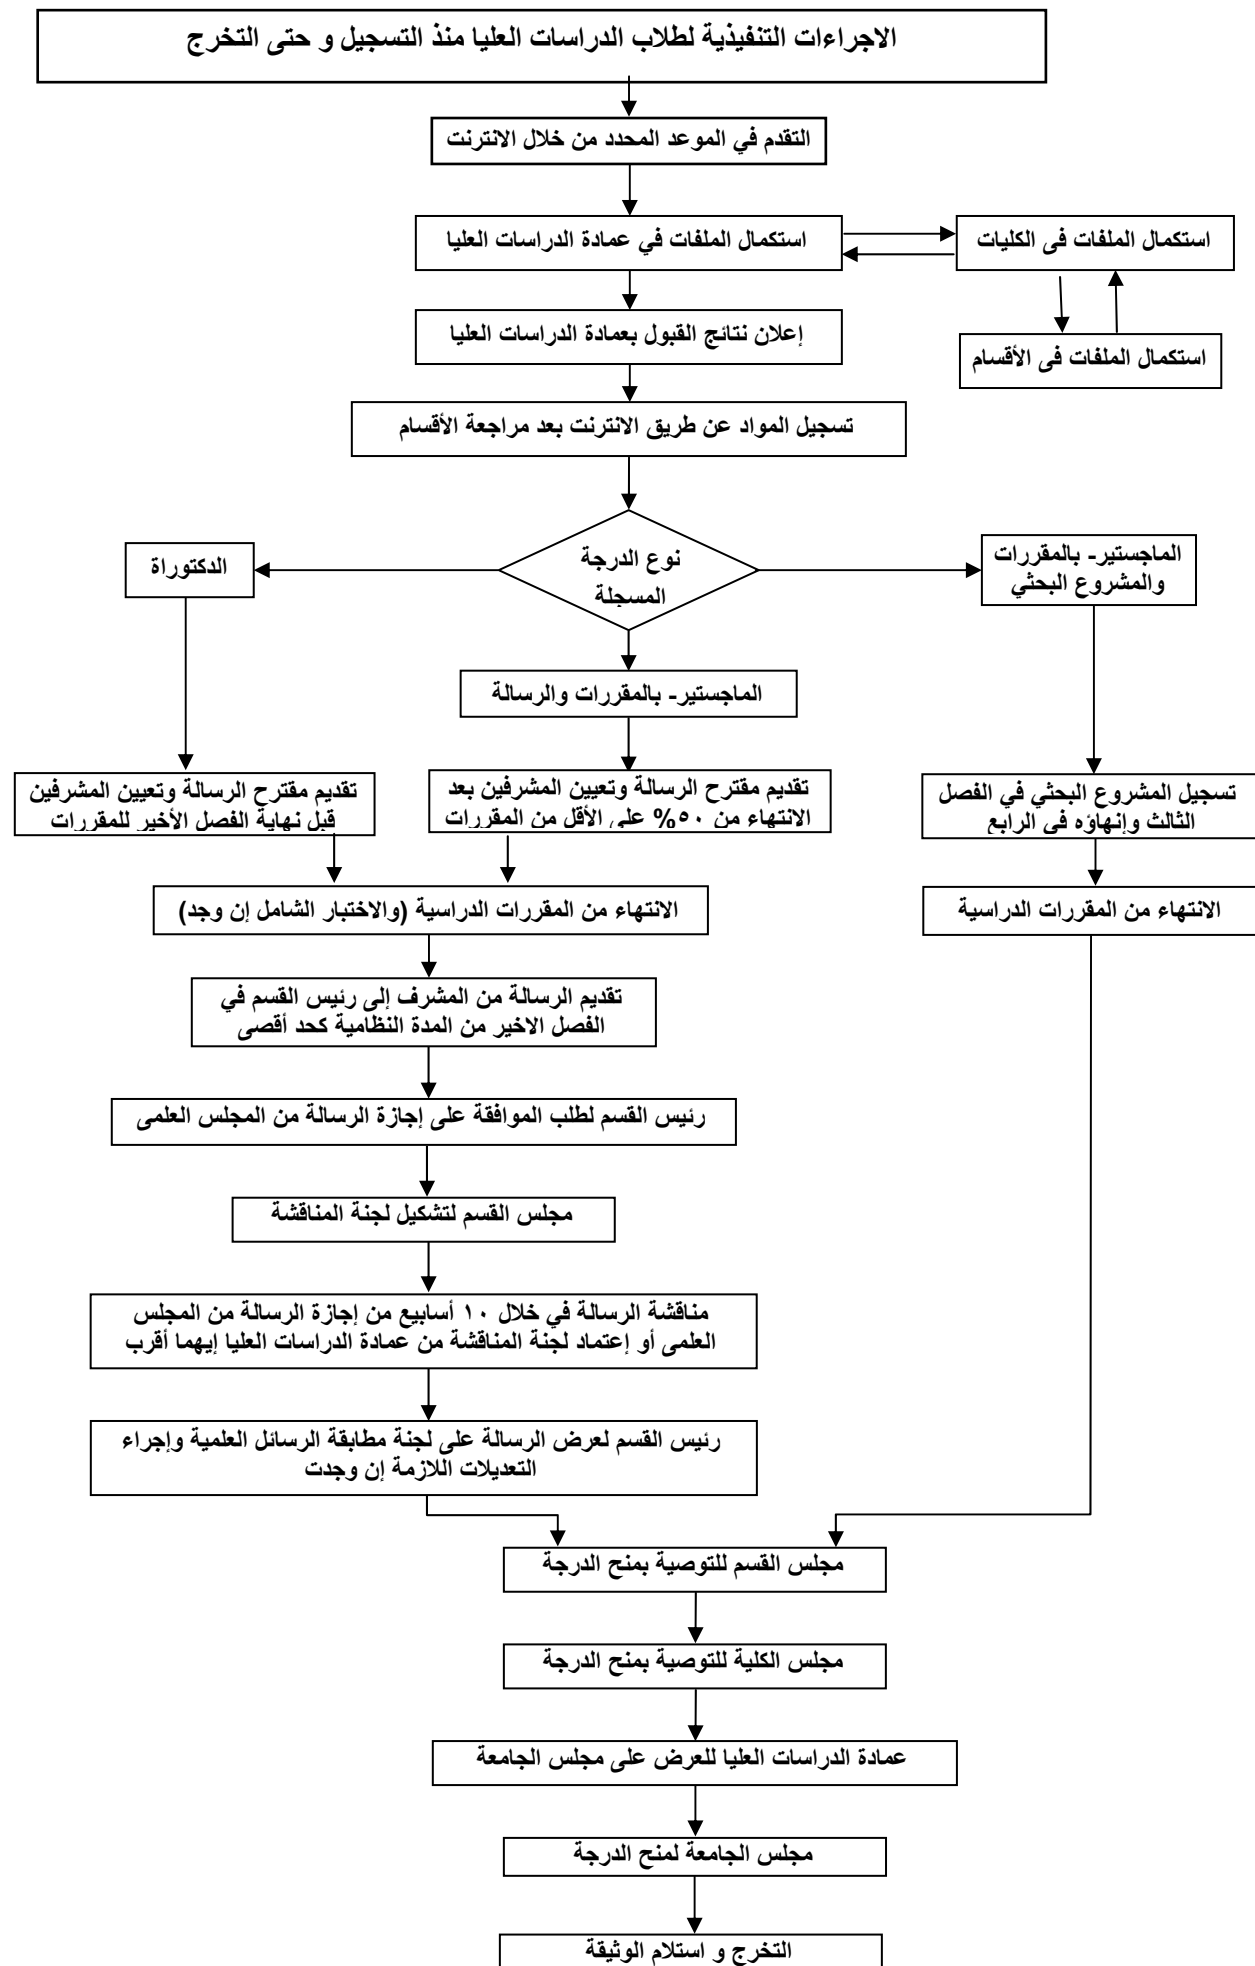 الاجراءات التنفيذية لطلاب الدراسات العليا منذ التسجيل و حتى التخرج
التقدم في الموعد المحدد من خلال الانترنت
استكمال الملفات في عمادة الدراسات العليا
استكمال الملفات فى الكليات
إعلان نتائج القبول بعمادة الدراسات العليا
استكمال الملفات فى الأقسام
تسجيل المواد عن طريق الانترنت بعد مراجعة الأقسام
نوع الدرجة
المسجلة
الماجستير- بالمقررات
والمشروع البحثي
الدكتوراة
الماجستير- بالمقررات والرسالة
تسجيل المشروع البحثي في الفصل
الثالث وإنهاؤه في الرابع
تقديم مقترح الرسالة وتعيين المشرفين بعد
الانتهاء من ٥٠% على الأقل من المقررات
تقديم مقترح الرسالة وتعيين المشرفين
قبل نهاية الفصل الأخير للمقررات
الانتهاء من المقررات الدراسية
الانتهاء من المقررات الدراسية (والاختبار الشامل إن وجد)
تقديم الرسالة من المشرف إلى رئيس القسم في
الفصل الاخير من المدة النظامية كحد أقصى
رئيس القسم لطلب الموافقة على إجازة الرسالة من المجلس العلمى
مجلس القسم لتشكيل لجنة المناقشة
مناقشة الرسالة في خلال ١٠ أسابيع من إجازة الرسالة من المجلس
العلمى أو إعتماد لجنة المناقشة من عمادة الدراسات العليا إيهما أقرب
رئيس القسم لعرض الرسالة على لجنة مطابقة الرسائل العلمية وإجراء
التعديلات اللازمة إن وجدت
مجلس القسم للتوصية بمنح الدرجة
مجلس الكلية للتوصية بمنح الدرجة
عمادة الدراسات العليا للعرض على مجلس الجامعة
مجلس الجامعة لمنح الدرجة
التخرج و استلام الوثيقة